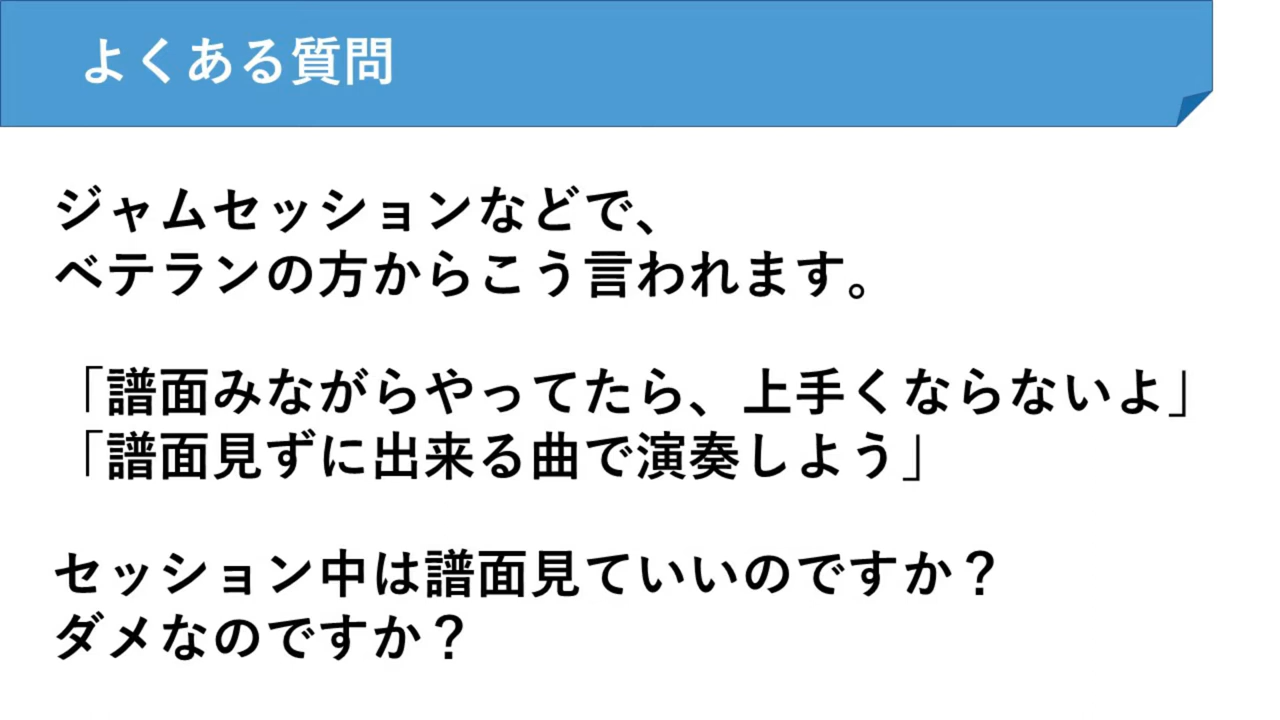 よくある質問
ジャムセッションなどで、
ベテランの方からこう言われます。
「譜面みながらやってたら、上手くならないよ」
「譜面見ずに出来る曲で演奏しよう」
セッション中は譜面見ていいのですか？
ダメなのですか？